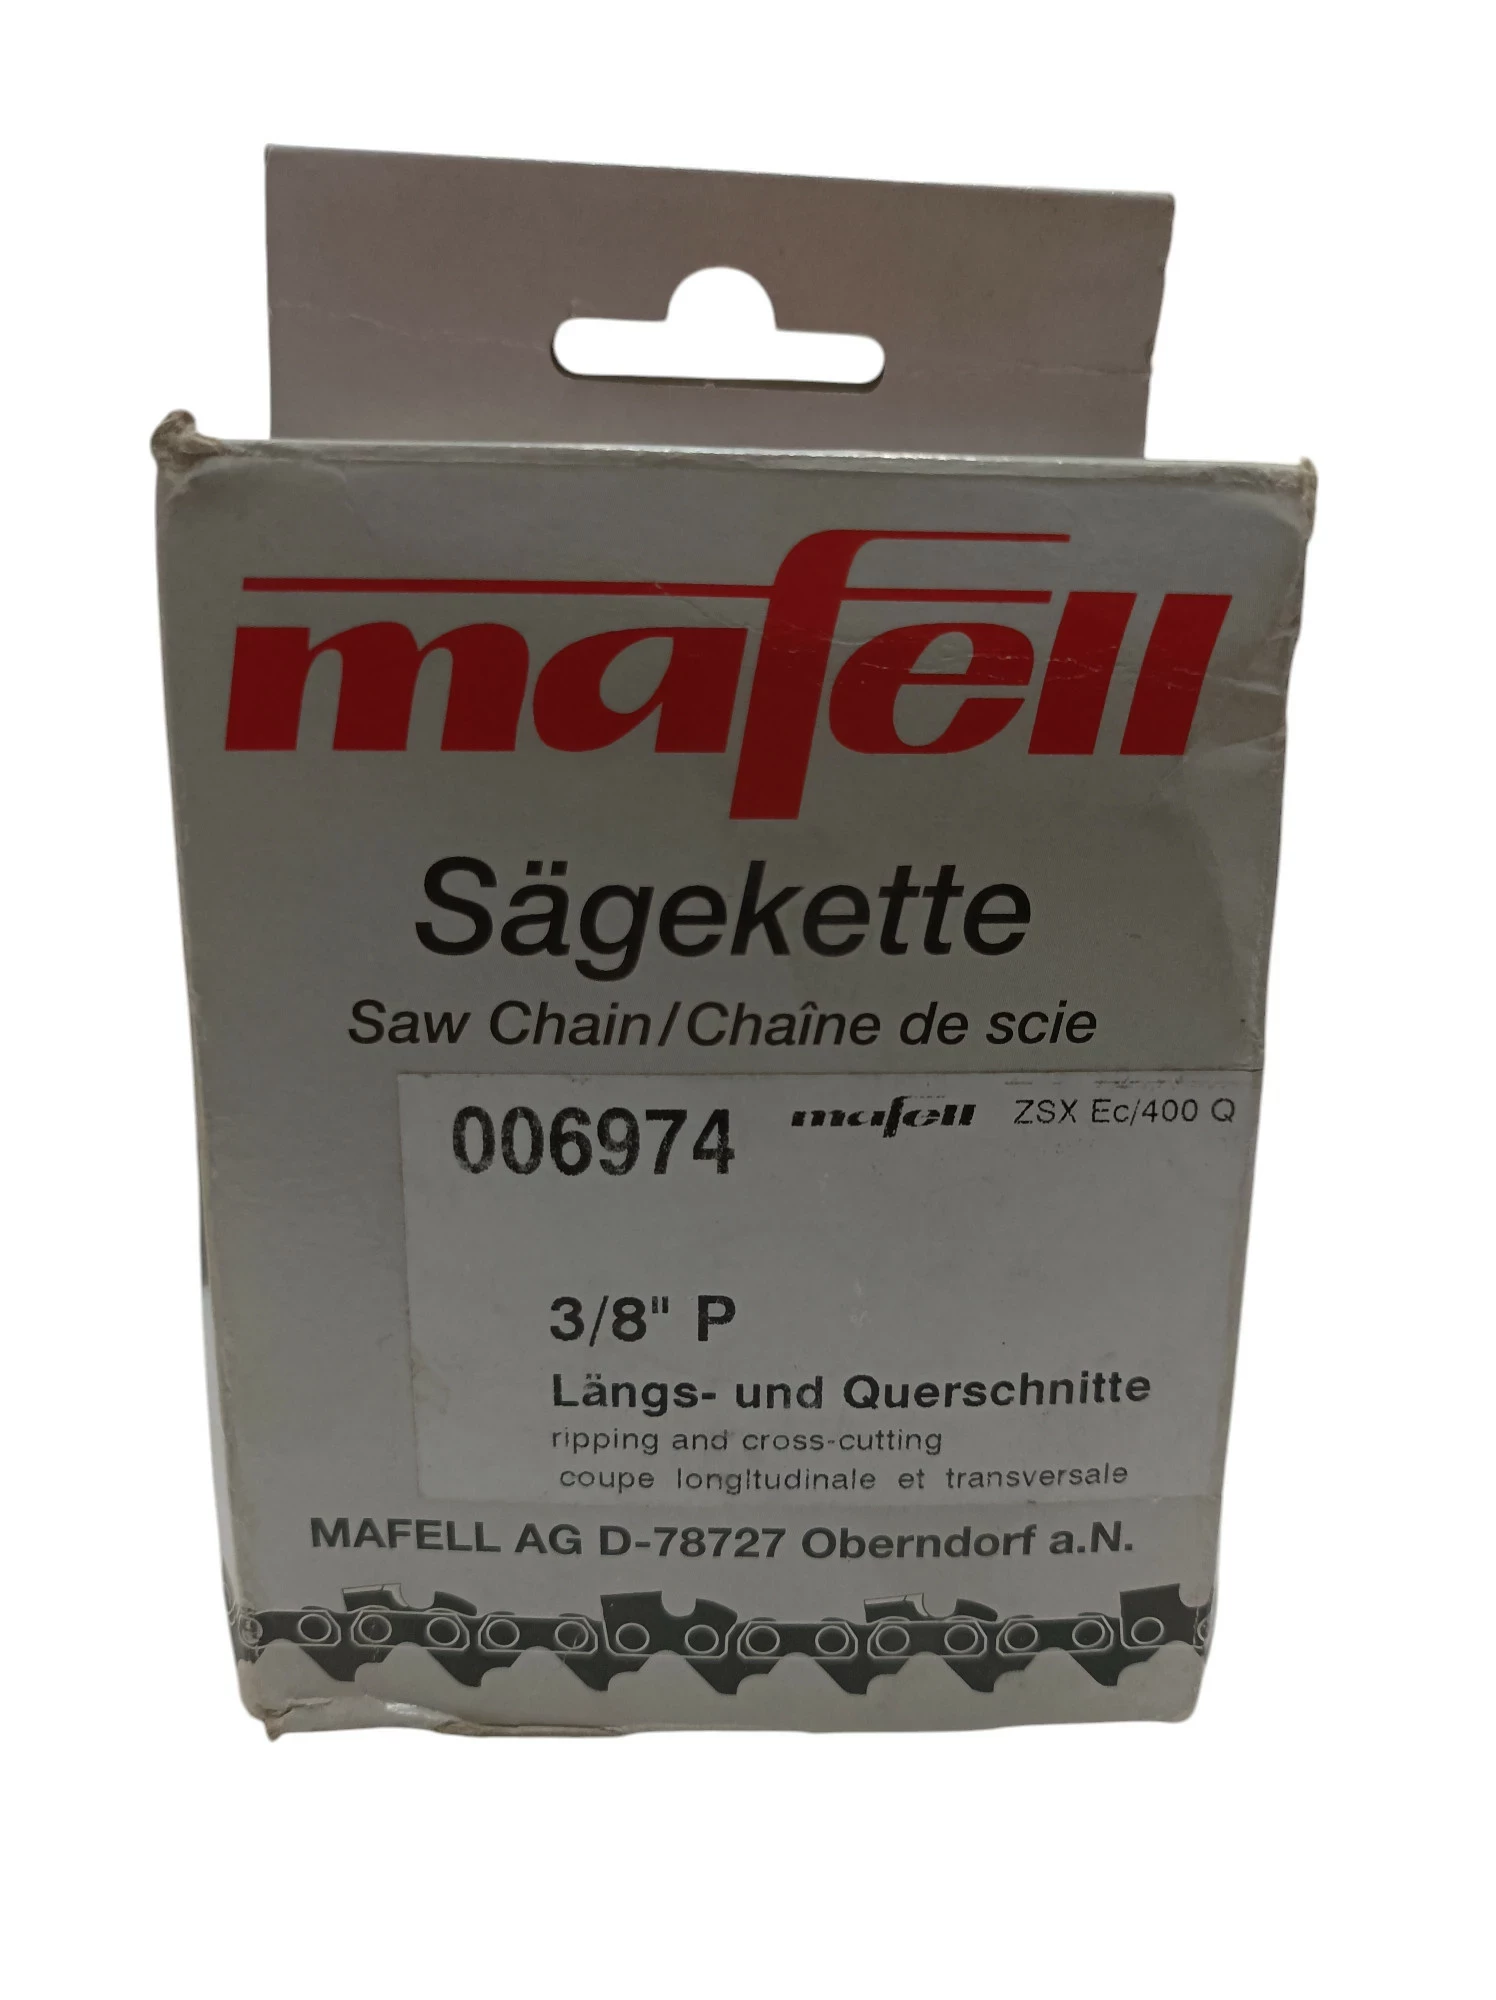 mafell
Sägekette
Saw Chain/Chaîne de scie
006974 mafell ZSX Ec/400 Q
3/8" P
Längs- und Querschnitte
ripping and cross-cutting
coupe longltudinale et transversale
MAFELL AG D-78727 Oberndorf a.N.